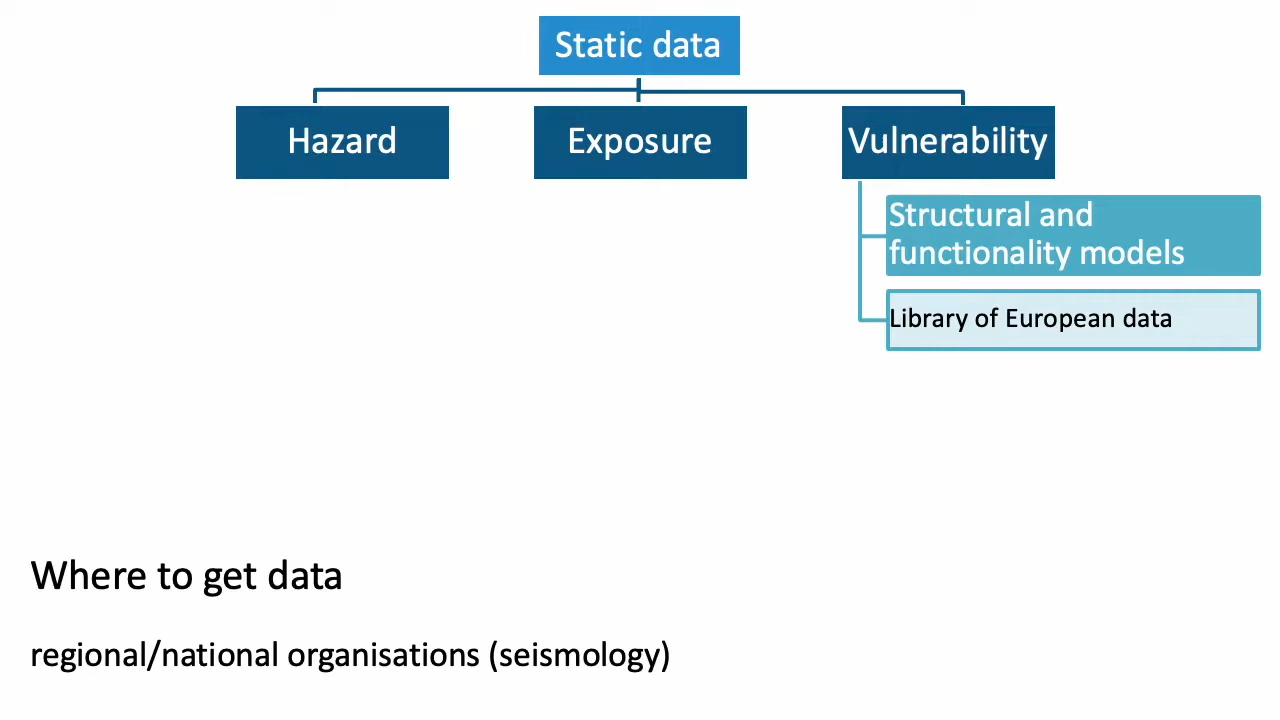 Static data
Hazard
Exposure
Vulnerability
Structural and
functionality models
Library of European data
Where to get data
regional/national organisations (seismology)